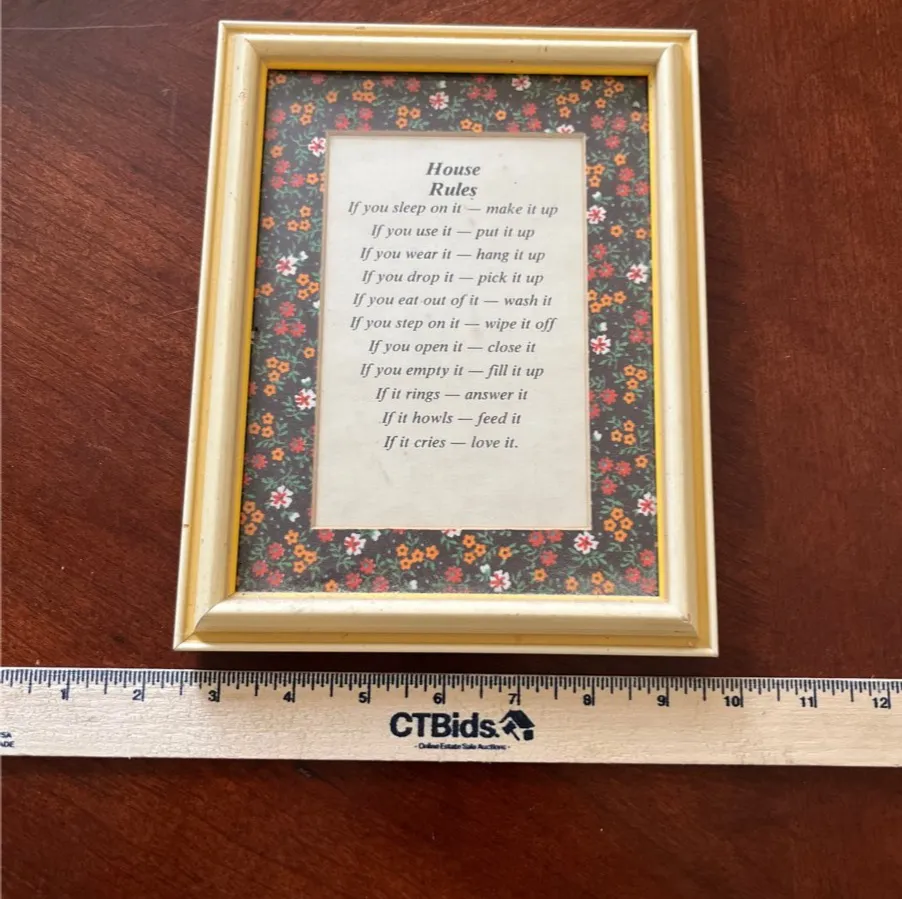 House
Rules
If you sleep on it — make it up
If you use it — put it up
If you wear it — hang it up
If you drop it — pick it up
If you eat out of it — wash it
If you step on it — wipe it off
If you open it — close it
If you empty it — fill it up
If it rings — answer it
If it howls — feed it
If it cries — love it.
1 2 3 4 5 6 7 8 9 10 11 12
CTBids.
- Online Estate Sale Auctions -
SA
ADE